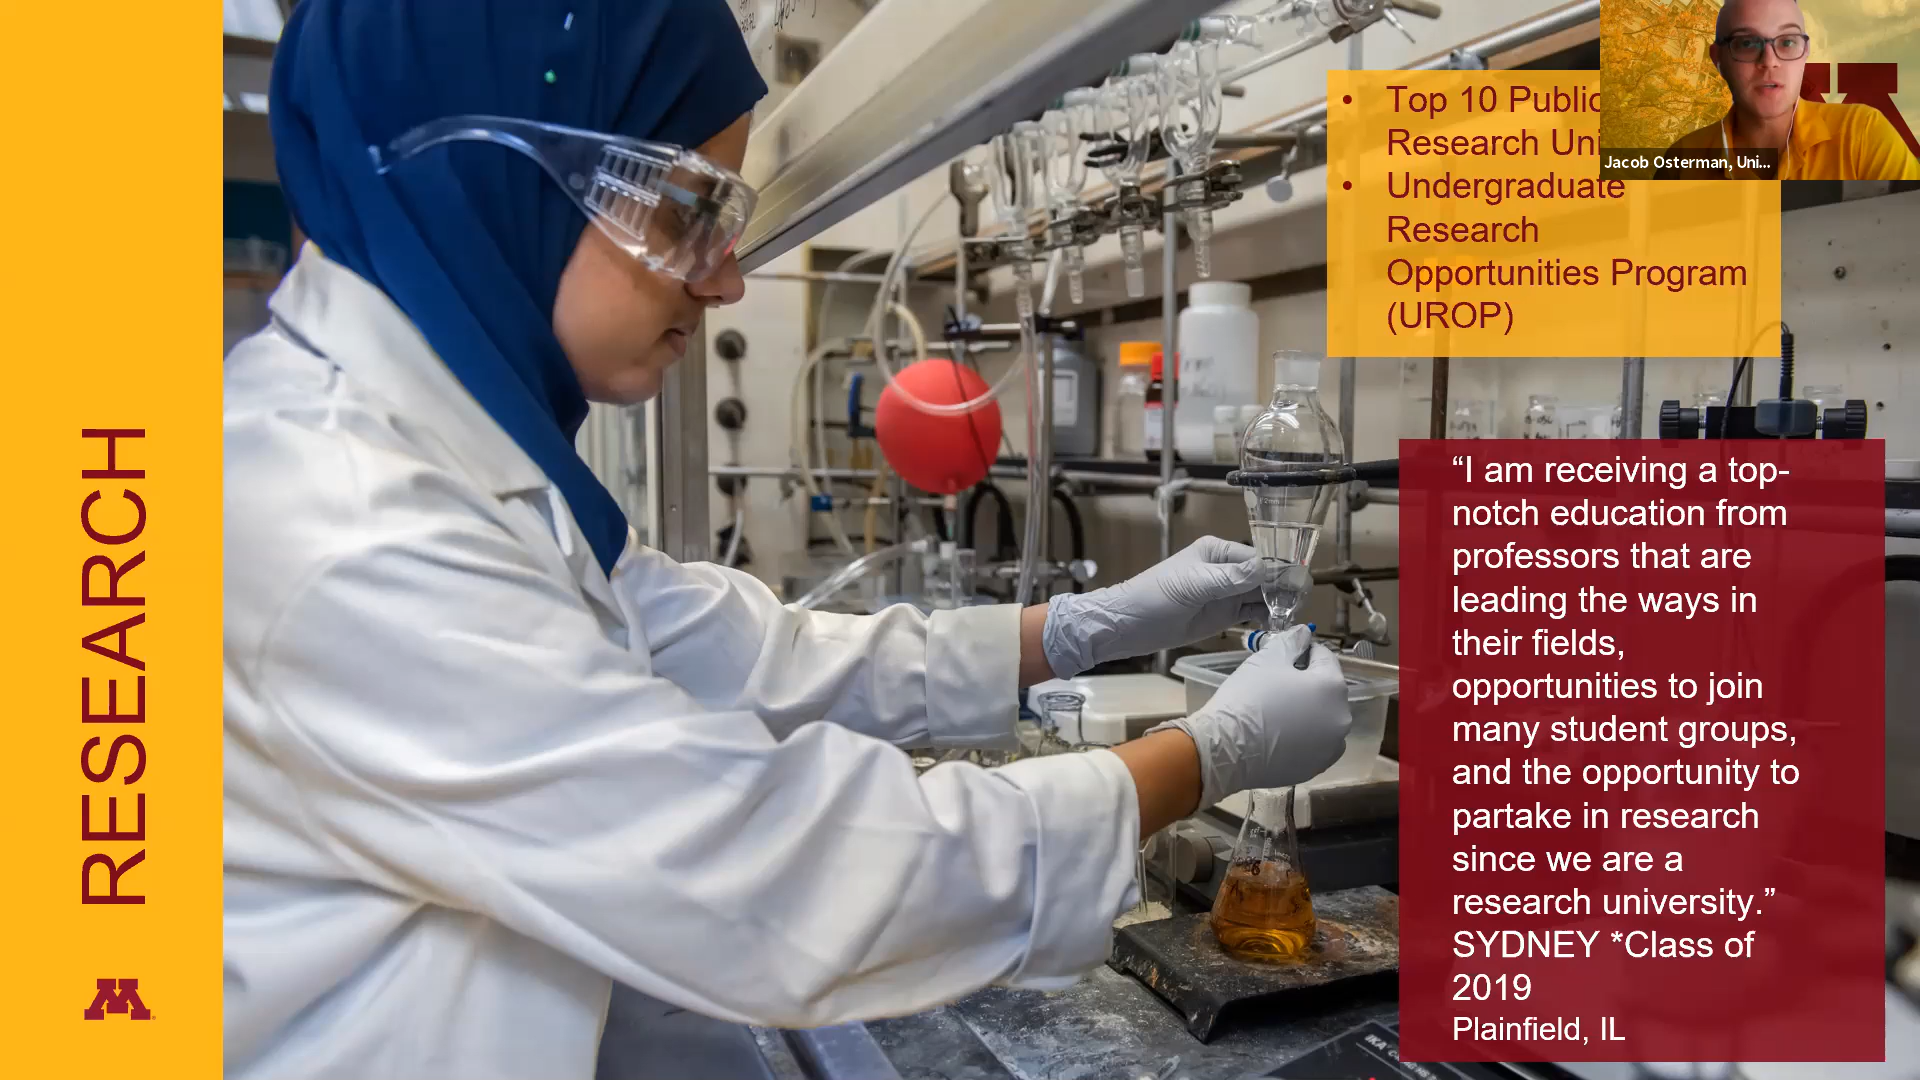 RESEARCH
M
• Top 10 Public
Research Uni
• Undergraduate
Research
Opportunities Program
(UROP)
Jacob Osterman, Uni...
“I am receiving a top-
notch education from
professors that are
leading the ways in
their fields,
opportunities to join
many student groups,
and the opportunity to
partake in research
since we are a
research university.”
SYDNEY *Class of
2019
Plainfield, IL
IKA